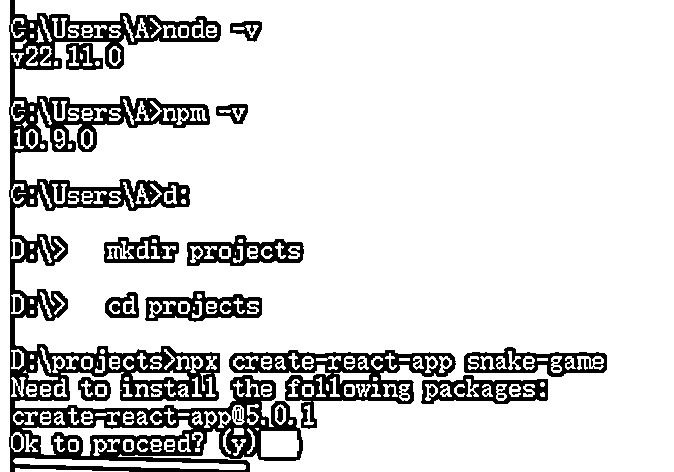 C:\Users\A>node -v
v22.11.0
C:\Users\A>npm -v
10.9.0
C:\Users\A>d:
D:\> mkdir projects
D:\> cd projects
D:\projects>npx create-react-app snake-game
Need to install the following packages:
create-react-app@5.0.1
Ok to proceed? (y)